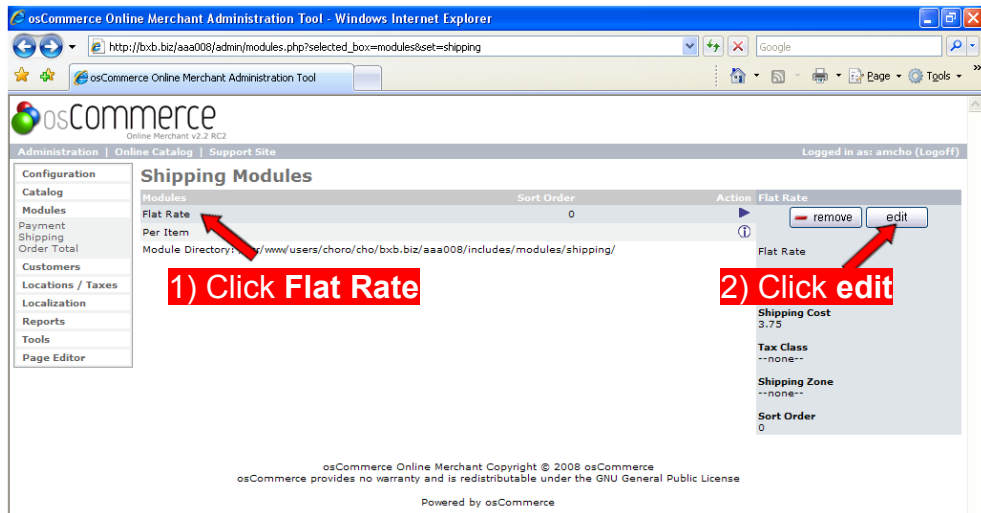 osCommerce Online Merchant Administration Tool - Windows Internet Explorer
http://bxb.biz/aaa008/admin/modules.php?selected_box=modules&set=shipping
Google
osCommerce Online Merchant Administration Tool
Page
Tools
osCommerce
Online Merchant v2.2 RC2
Administration | Online Catalog | Support Site
Logged in as: amcho (Logoff)
Configuration
Catalog
Modules
Payment
Shipping
Order Total
Customers
Locations / Taxes
Localization
Reports
Tools
Page Editor
Shipping Modules
Modules Sort Order Action
Flat Rate 0
Per Item
Module Directory: /www/users/choro/cho/bxb.biz/aaa008/includes/modules/shipping/
1) Click Flat Rate
Flat Rate
remove edit
Flat Rate
2) Click edit
Shipping Cost
3.75
Tax Class
--none--
Shipping Zone
--none--
Sort Order
0
osCommerce Online Merchant Copyright © 2008 osCommerce
osCommerce provides no warranty and is redistributable under the GNU General Public License
Powered by osCommerce